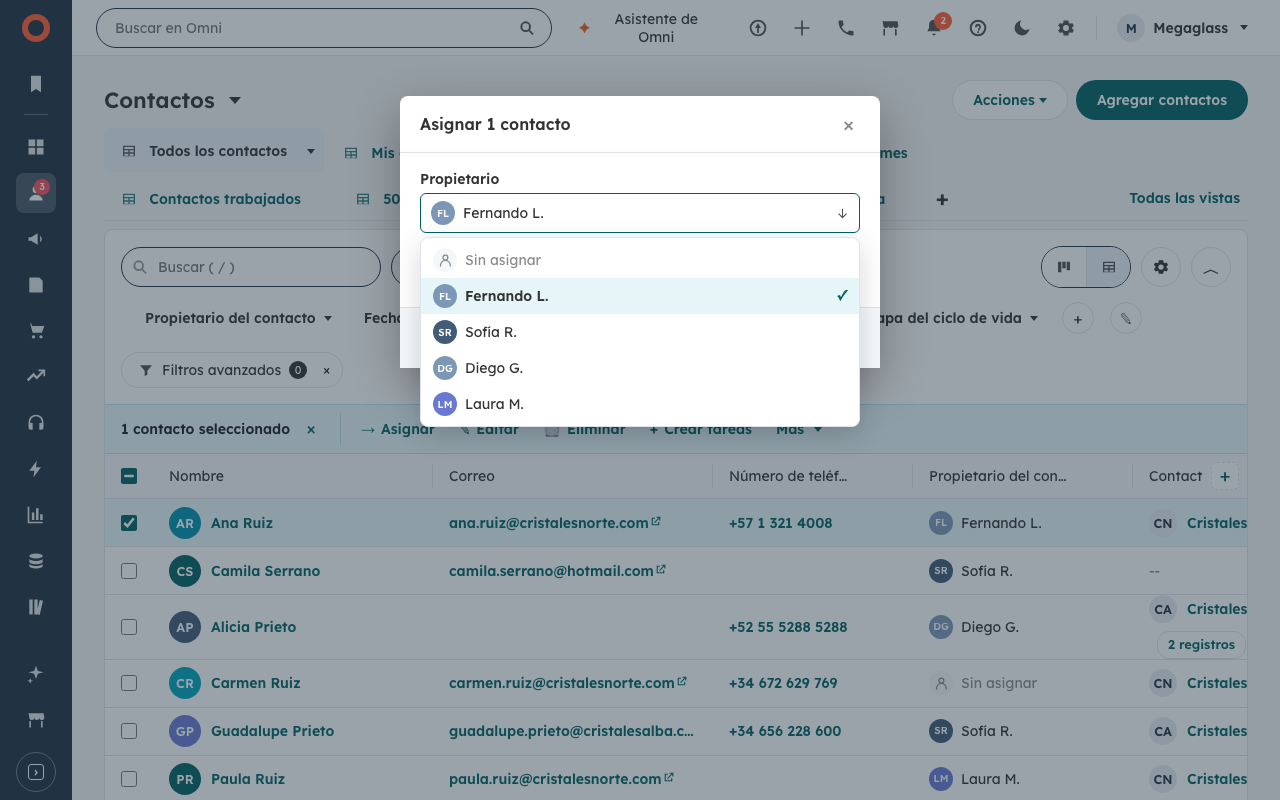 Buscar en Omni
Asistente de
Omni
2
M Megaglass
3
Contactos
Acciones
Agregar contactos
Todos los contactos
Mis
mes
Contactos trabajados
50
a
+
Todas las vistas
Asignar 1 contacto
×
Propietario
FL Fernando L.
Sin asignar
FL Fernando L. ✓
SR Sofía R.
DG Diego G.
LM Laura M.
Buscar ( / )
Propietario del contacto
Fecha
apa del ciclo de vida
+
Filtros avanzados 0 ×
1 contacto seleccionado ×
→ Asignar
Editar
Eliminar
+ Crear tareas
Más
Nombre
Correo
Número de teléf...
Propietario del con...
Contact
+
AR Ana Ruiz ana.ruiz@cristalesnorte.com +57 1 321 4008 FL Fernando L. CN Cristales
CS Camila Serrano camila.serrano@hotmail.com SR Sofía R. --
AP Alicia Prieto +52 55 5288 5288 DG Diego G. CA Cristales
2 registros
CR Carmen Ruiz carmen.ruiz@cristalesnorte.com +34 672 629 769 Sin asignar CN Cristales
GP Guadalupe Prieto guadalupe.prieto@cristalesalba.c... +34 656 228 600 SR Sofía R. CA Cristales
PR Paula Ruiz paula.ruiz@cristalesnorte.com LM Laura M. CN Cristales